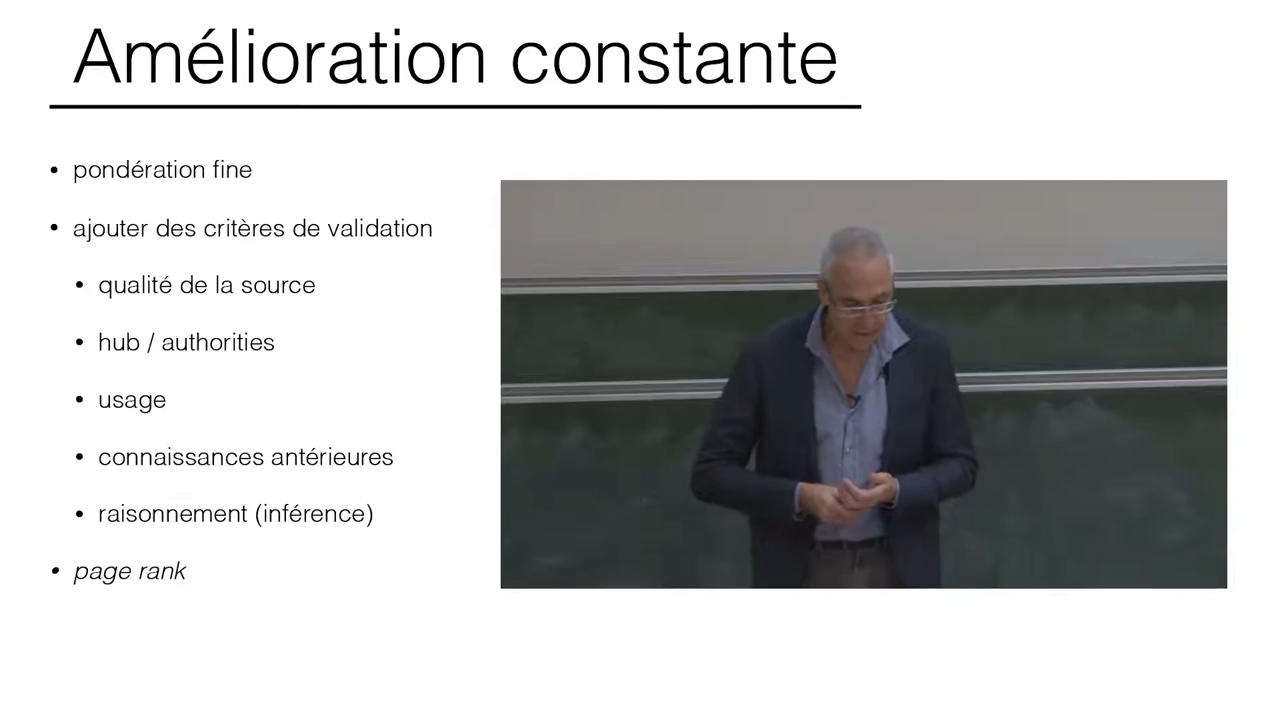 Amélioration constante
• pondération fine
• ajouter des critères de validation
• qualité de la source
• hub / authorities
• usage
• connaissances antérieures
• raisonnement (inférence)
• page rank